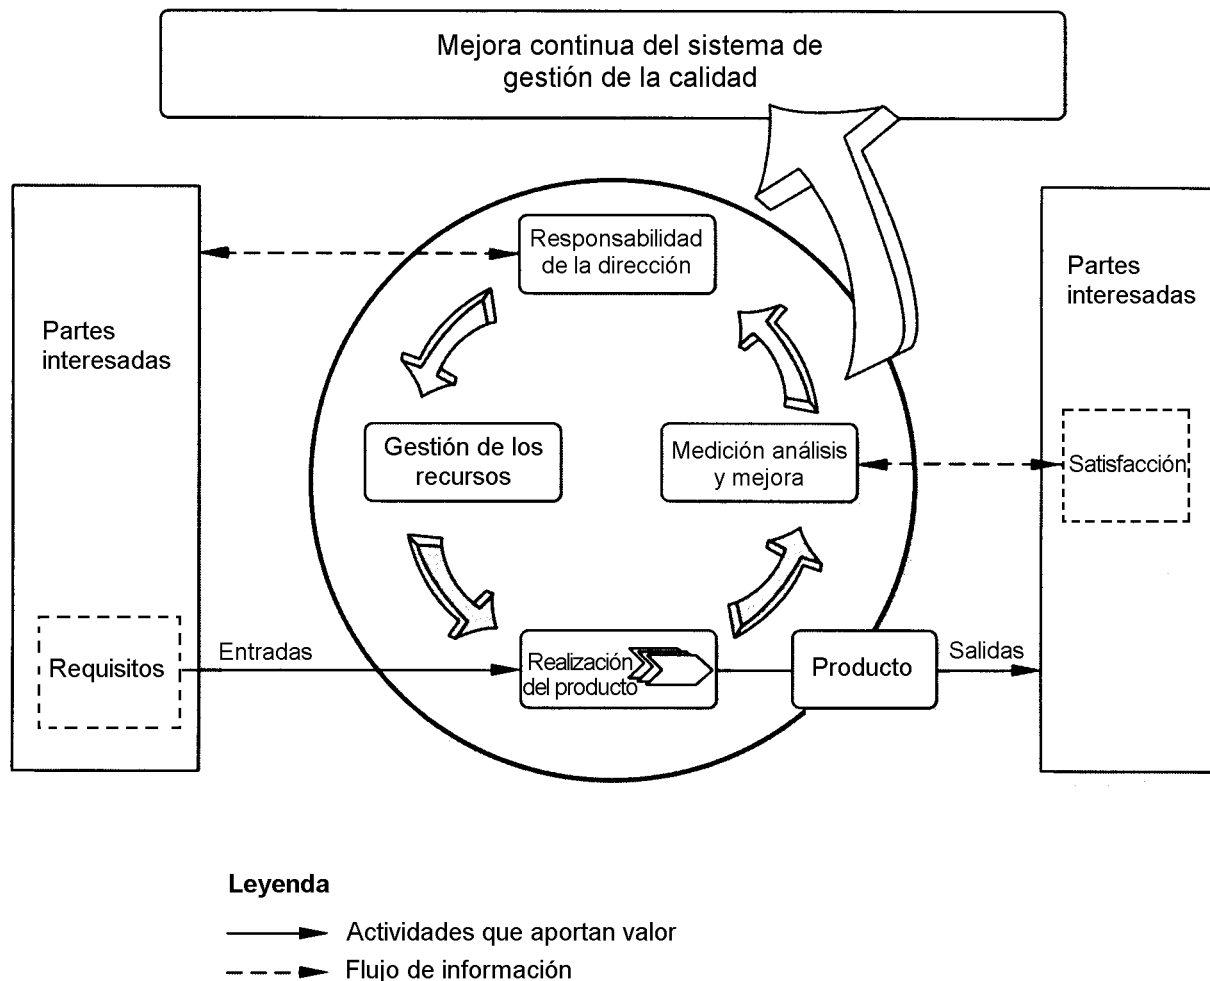 Mejora continua del sistema de
gestión de la calidad
Responsabilidad
de la dirección
Partes
interesadas
Partes
interesadas
Gestión de los
recursos
Medición análisis
y mejora
Satisfacción
Requisitos
Entradas
Realización
del producto
Producto
Salidas
Leyenda
Actividades que aportan valor
Flujo de información